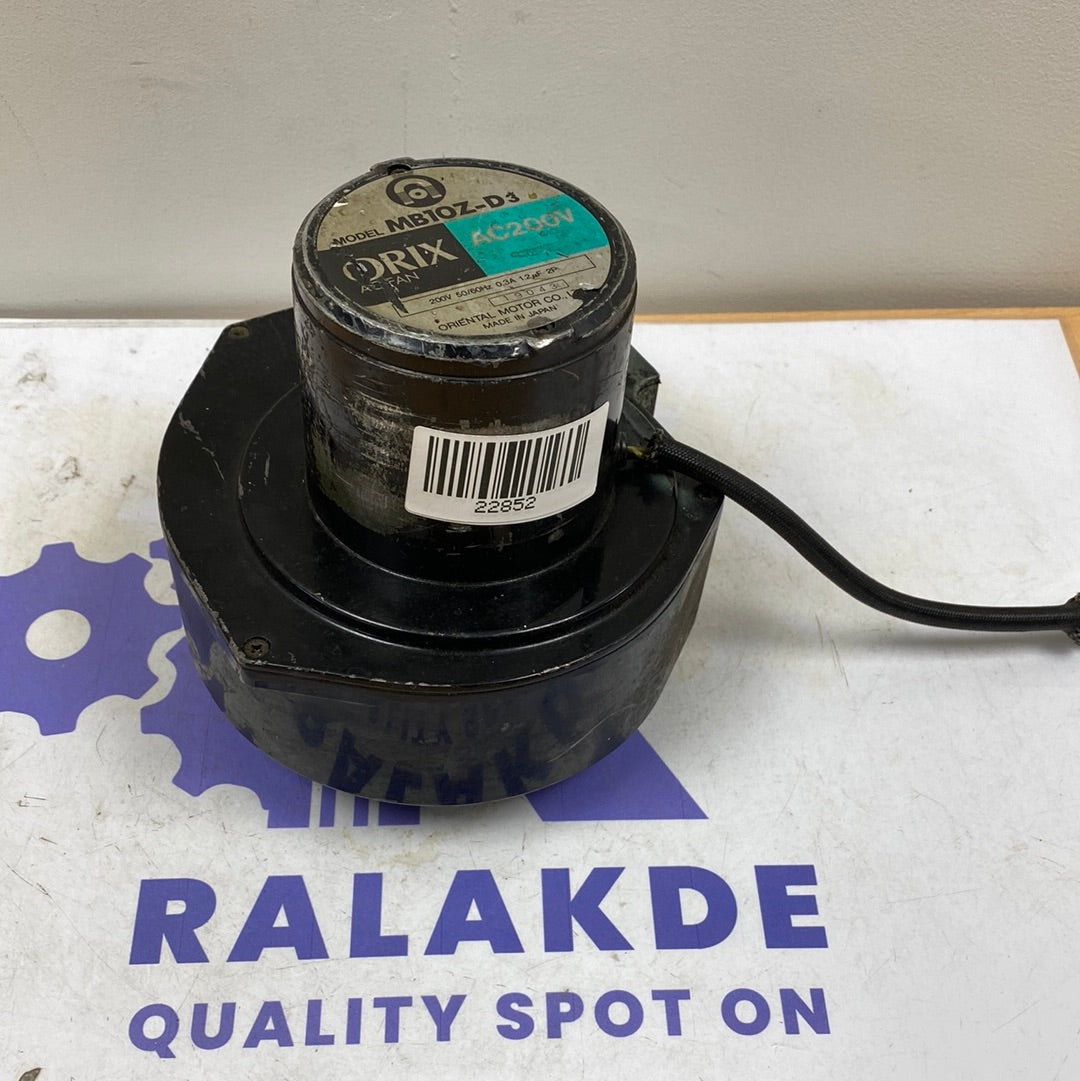 MODEL MB10Z-D3
ORIX
AC FAN
AC200V
200V 50/60Hz 0.3A 1.2μF 2P
ORIENTAL MOTOR CO.,
MADE IN JAPAN
22852
RALAKDE
QUALITY SPOT ON